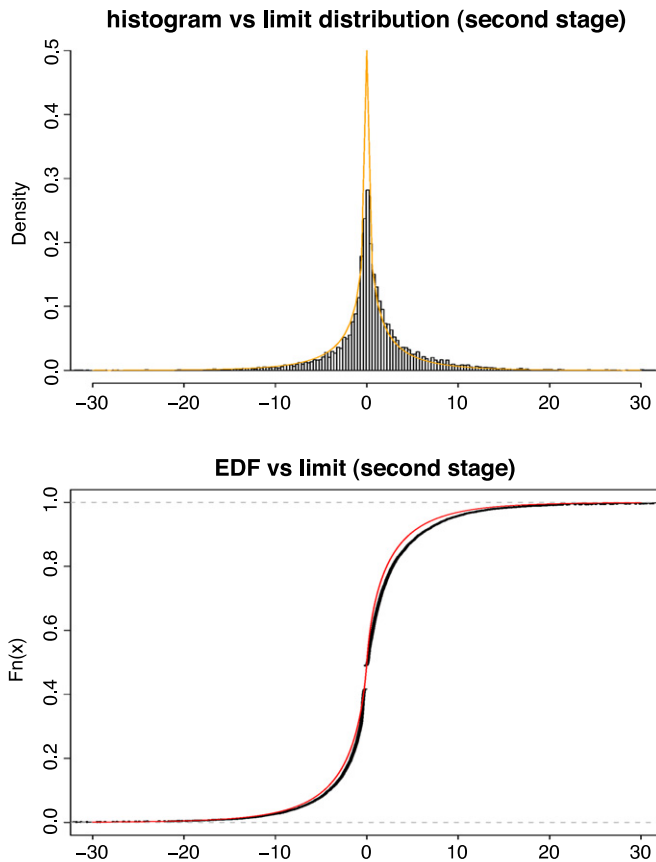 histogram vs limit distribution (second stage)
Density
0.5
0.4
0.3
0.2
0.1
0.0
−30 −20 −10 0 10 20 30
EDF vs limit (second stage)
Fn(x)
1.0
0.8
0.6
0.4
0.2
0.0
−30 −20 −10 0 10 20 30